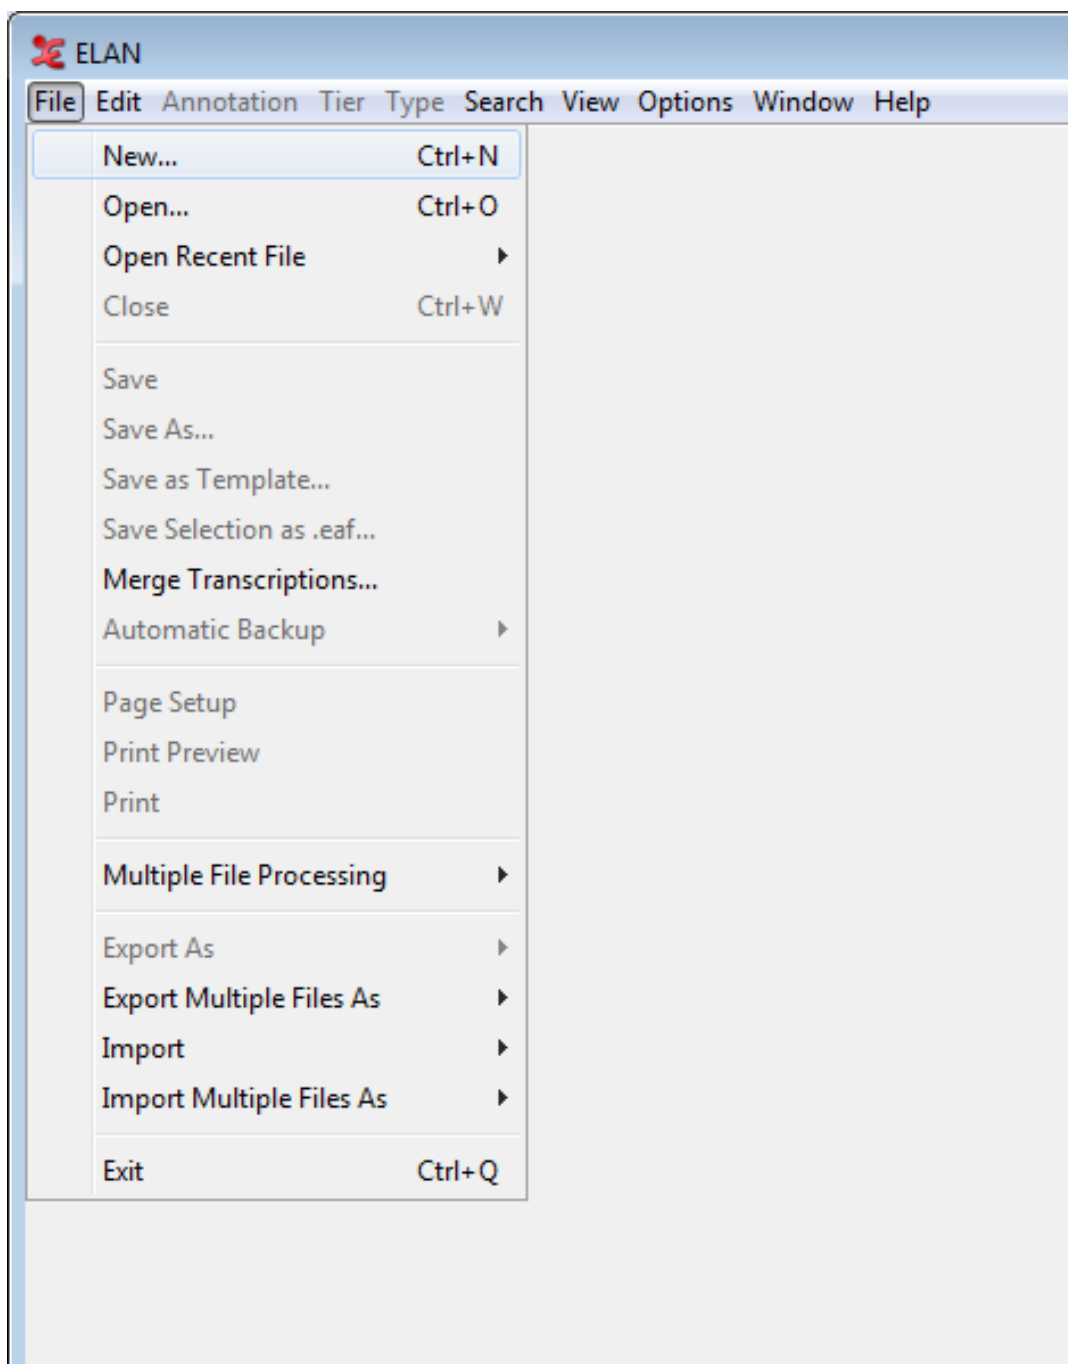 ELAN
File Edit Annotation Tier Type Search View Options Window Help
New... Ctrl+N
Open... Ctrl+O
Open Recent File
Close Ctrl+W
Save
Save As...
Save as Template...
Save Selection as .eaf...
Merge Transcriptions...
Automatic Backup
Page Setup
Print Preview
Print
Multiple File Processing
Export As
Export Multiple Files As
Import
Import Multiple Files As
Exit Ctrl+Q